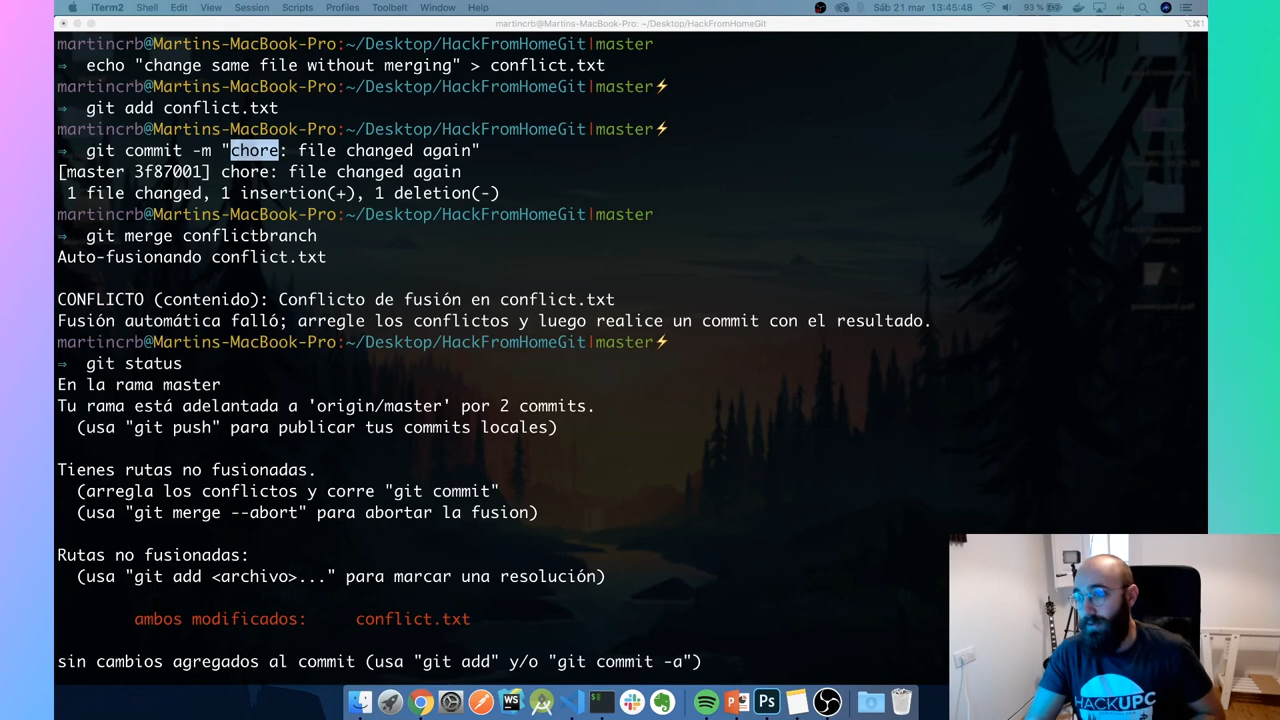 iTerm2 Shell Edit View Session Scripts Profiles Toolbelt Window Help 93 % Sáb 21 mar 13:45:48
martincrb@Martins-MacBook-Pro: ~/Desktop/HackFromHomeGit ⌥⌘1
martincrb@Martins-MacBook-Pro:~/Desktop/HackFromHomeGit|master
⇒ echo "change same file without merging" > conflict.txt
martincrb@Martins-MacBook-Pro:~/Desktop/HackFromHomeGit|master⚡
⇒ git add conflict.txt
martincrb@Martins-MacBook-Pro:~/Desktop/HackFromHomeGit|master⚡
⇒ git commit -m "chore: file changed again"
[master 3f87001] chore: file changed again
1 file changed, 1 insertion(+), 1 deletion(-)
martincrb@Martins-MacBook-Pro:~/Desktop/HackFromHomeGit|master
⇒ git merge conflictbranch
Auto-fusionando conflict.txt
CONFLICTO (contenido): Conflicto de fusión en conflict.txt
Fusión automática falló; arregle los conflictos y luego realice un commit con el resultado.
martincrb@Martins-MacBook-Pro:~/Desktop/HackFromHomeGit|master⚡
⇒ git status
En la rama master
Tu rama está adelantada a 'origin/master' por 2 commits.
(usa "git push" para publicar tus commits locales)
Tienes rutas no fusionadas.
(arregla los conflictos y corre "git commit"
(usa "git merge --abort" para abortar la fusion)
Rutas no fusionadas:
(usa "git add <archivo>..." para marcar una resolución)
ambos modificados: conflict.txt
sin cambios agregados al commit (usa "git add" y/o "git commit -a")
WS
Ps
HACKUPC